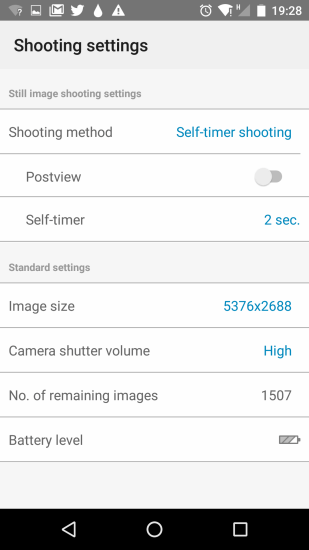 19:28
Shooting settings
Still image shooting settings
Shooting method Self-timer shooting
Postview
Self-timer 2 sec.
Standard settings
Image size 5376x2688
Camera shutter volume High
No. of remaining images 1507
Battery level